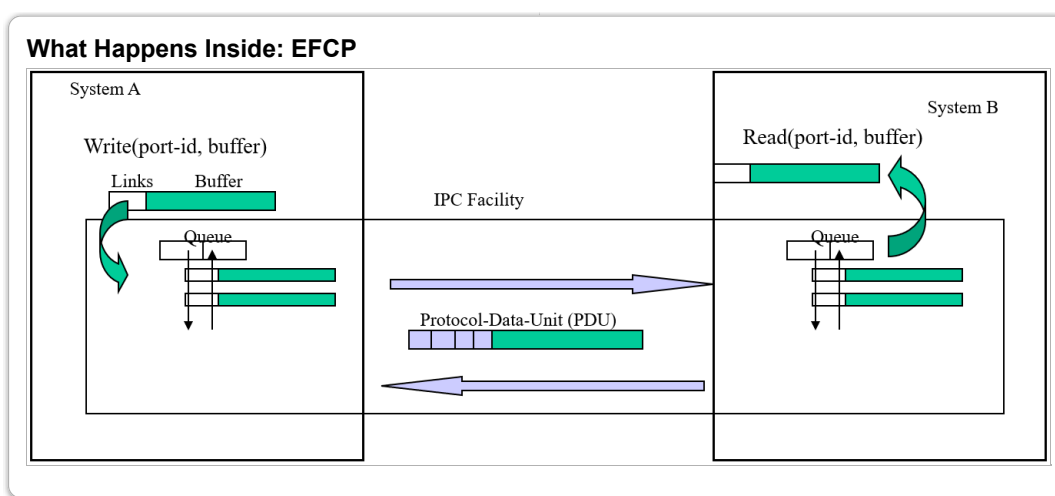 What Happens Inside: EFCP
System A
System B
Write(port-id, buffer)
Read(port-id, buffer)
Links Buffer
IPC Facility
Queue
Queue
Protocol-Data-Unit (PDU)